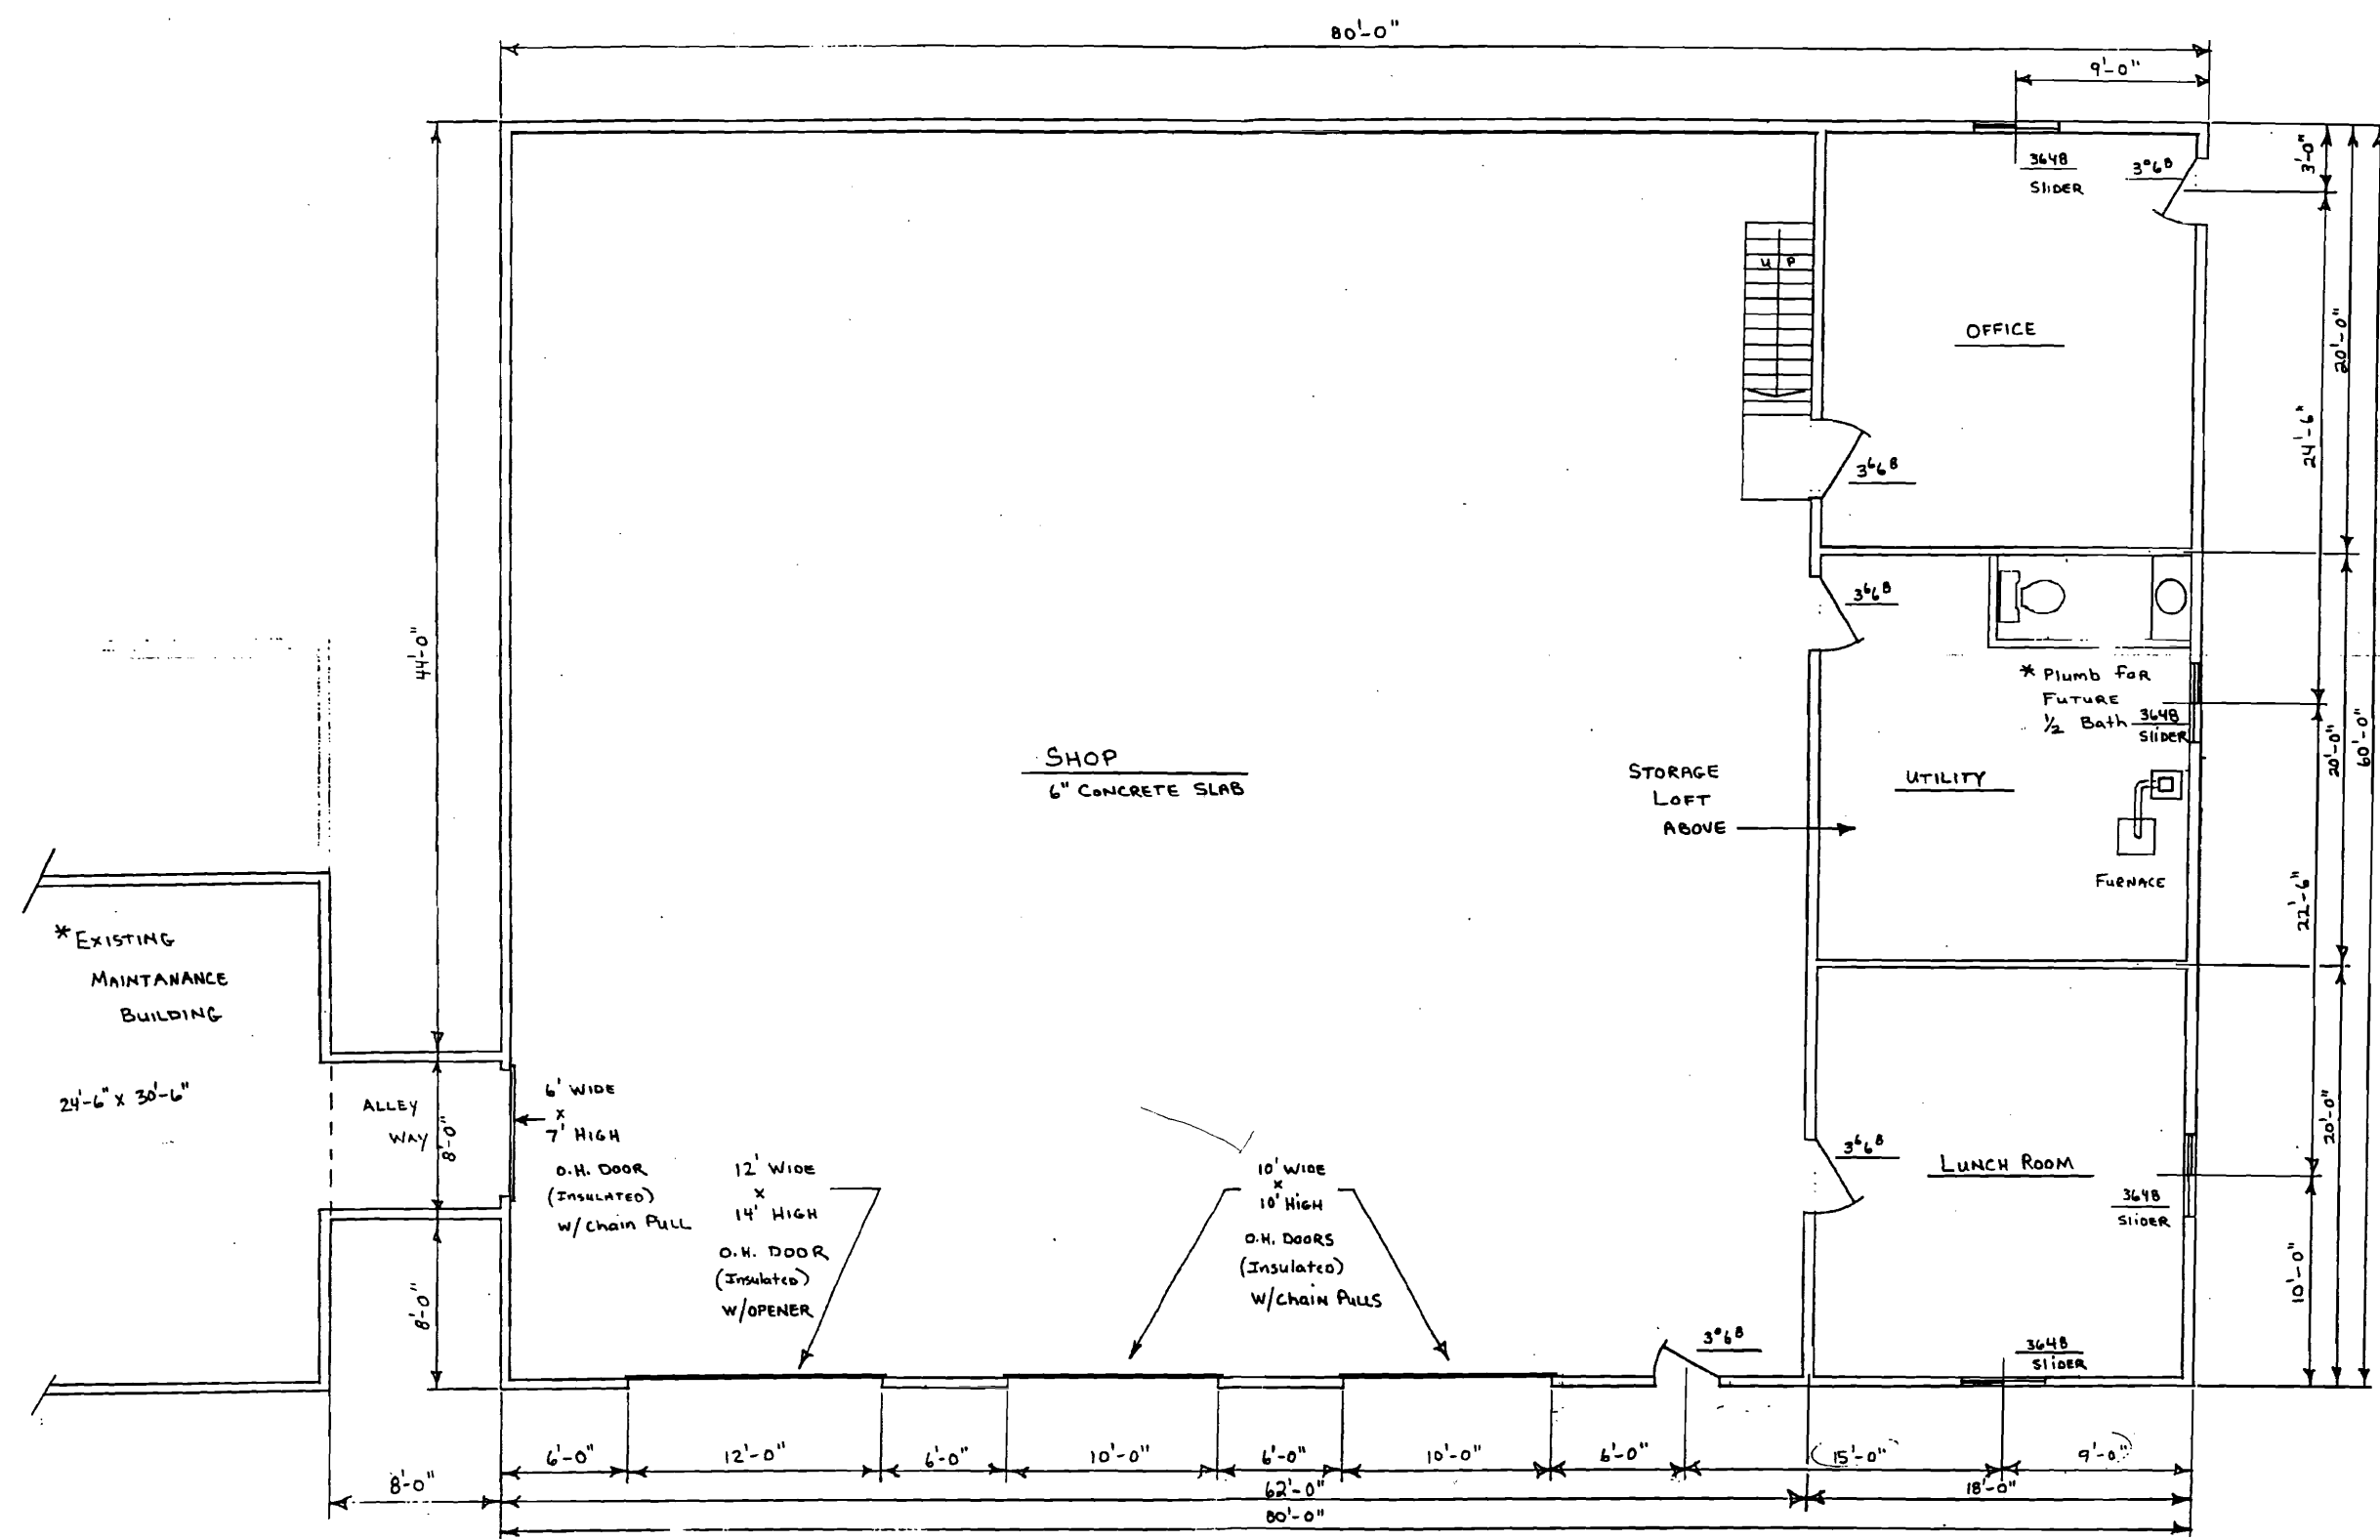 80'-0"
9'-0"
3648
SLIDER
3⁰6⁸
3'-0"
UP
OFFICE
20'-0"
24'-6"
3⁶6⁸
3⁶6⁸
44'-0"
* Plumb For
FUTURE
1/2 Bath
3648
SLIDER
SHOP
6" CONCRETE SLAB
STORAGE
LOFT
ABOVE
UTILITY
20'-0"
60'-0"
FURNACE
22'-6"
* EXISTING
MAINTANANCE
BUILDING
24'-6" x 30'-6"
ALLEY
WAY
8'-0"
6' WIDE
x
7' HIGH
O.H. DOOR
(INSULATED)
W/Chain PULL
12' WIDE
x
14' HIGH
O.H. DOOR
(Insulated)
W/OPENER
10' WIDE
x
10' HIGH
O.H. DOORS
(Insulated)
W/Chain PULLS
3⁶6⁸
LUNCH ROOM
3648
SLIDER
20'-0"
10'-0"
8'-0"
3⁰6⁸
3648
SLIDER
6'-0"
12'-0"
6'-0"
10'-0"
6'-0"
10'-0"
6'-0"
15'-0"
9'-0"
8'-0"
62'-0"
18'-0"
80'-0"